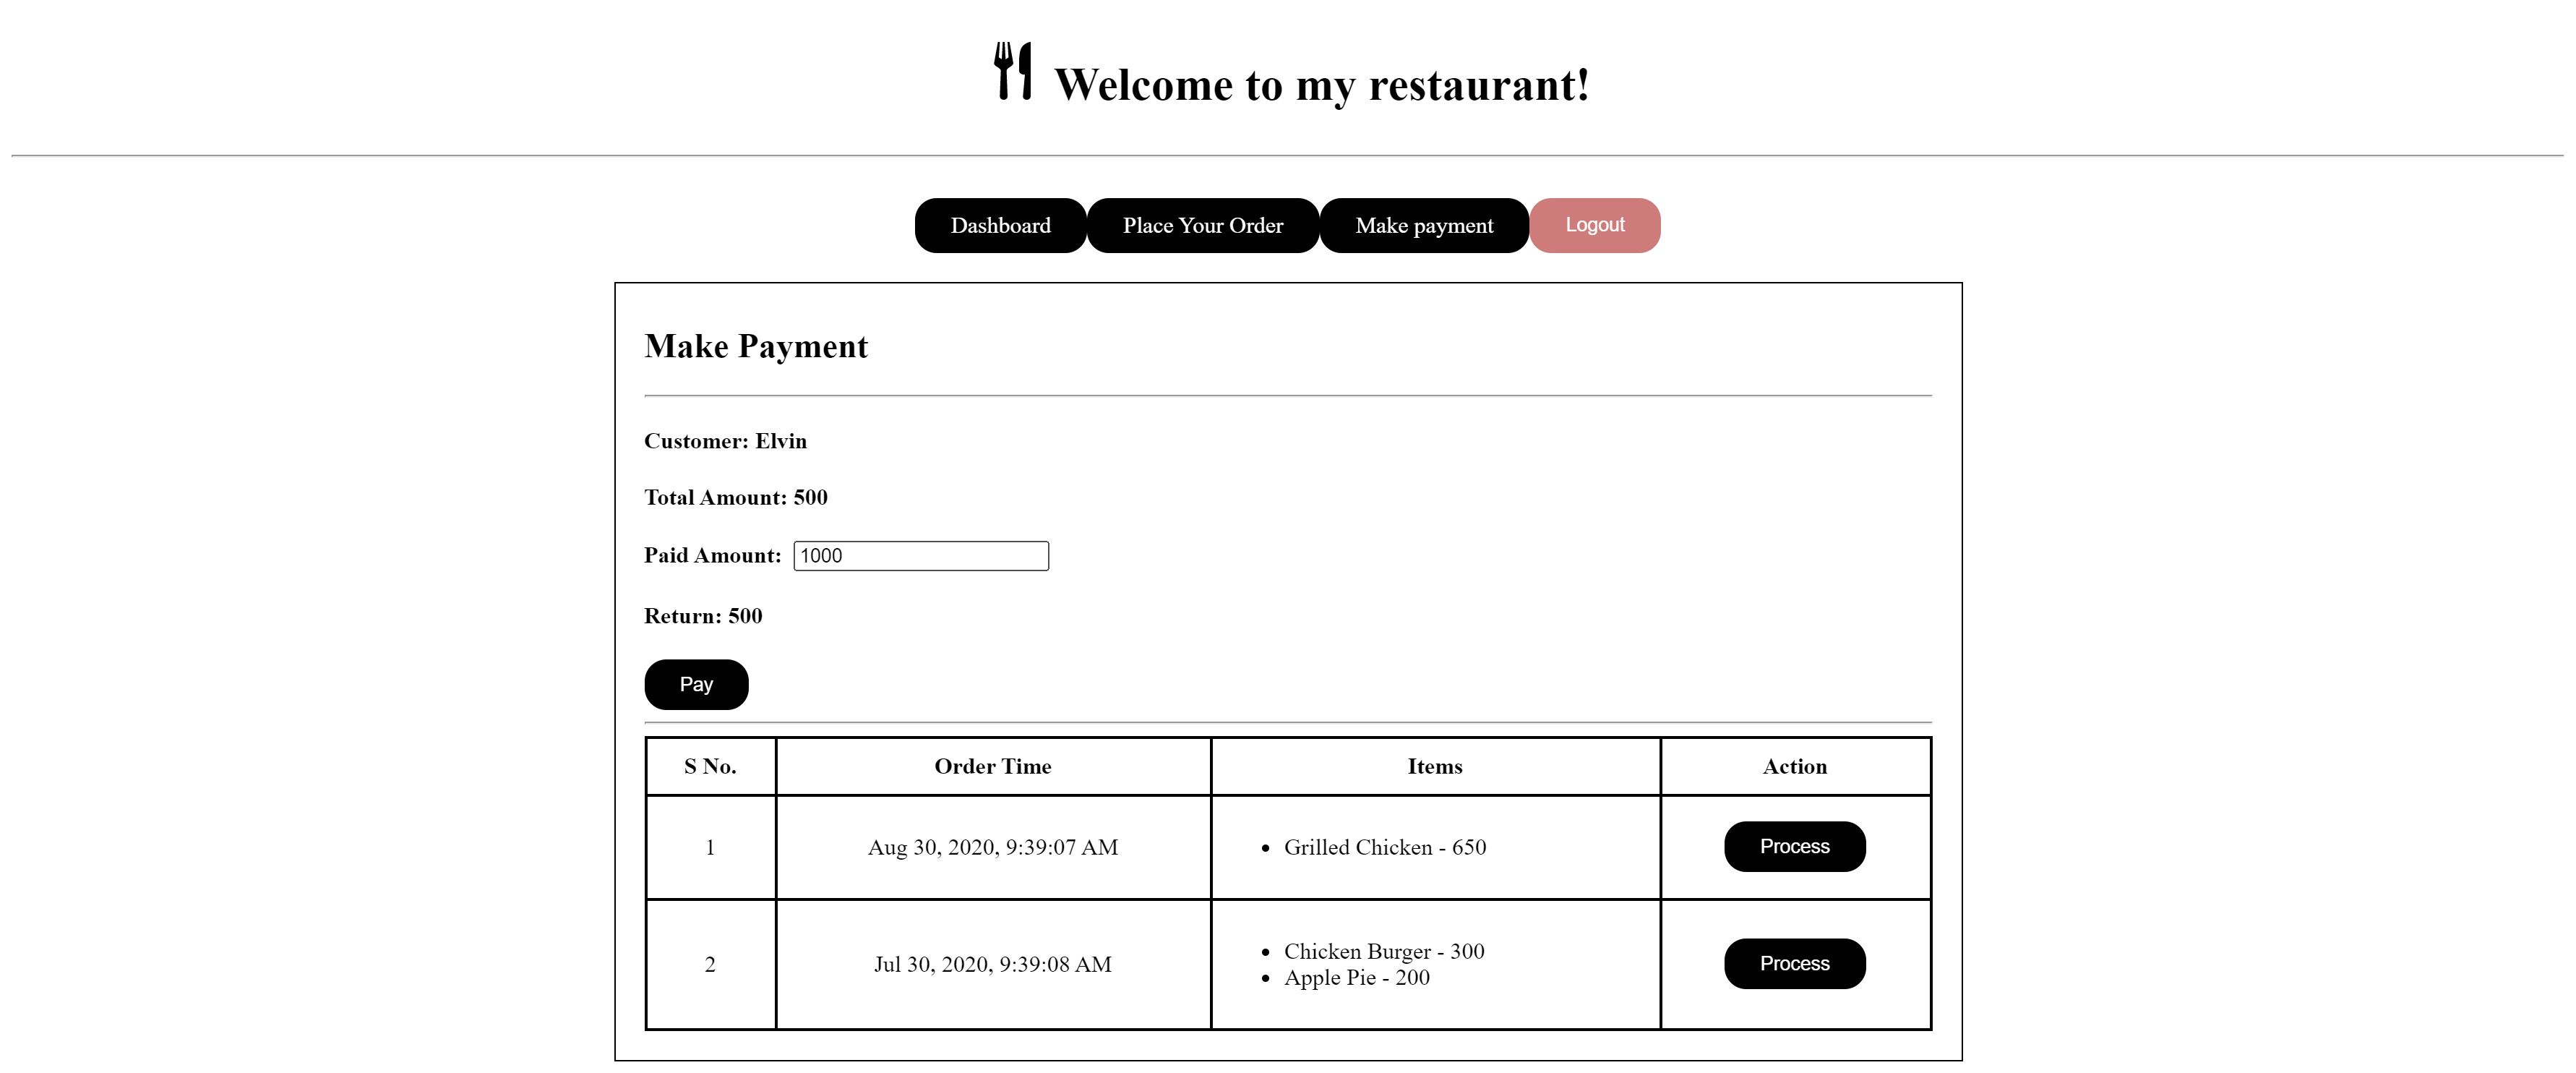 Welcome to my restaurant!
Dashboard Place Your Order Make payment Logout
Make Payment
Customer: Elvin
Total Amount: 500
Paid Amount: 1000
Return: 500
Pay
S No. Order Time Items Action
1 Aug 30, 2020, 9:39:07 AM • Grilled Chicken - 650 Process
2 Jul 30, 2020, 9:39:08 AM • Chicken Burger - 300 Process
• Apple Pie - 200